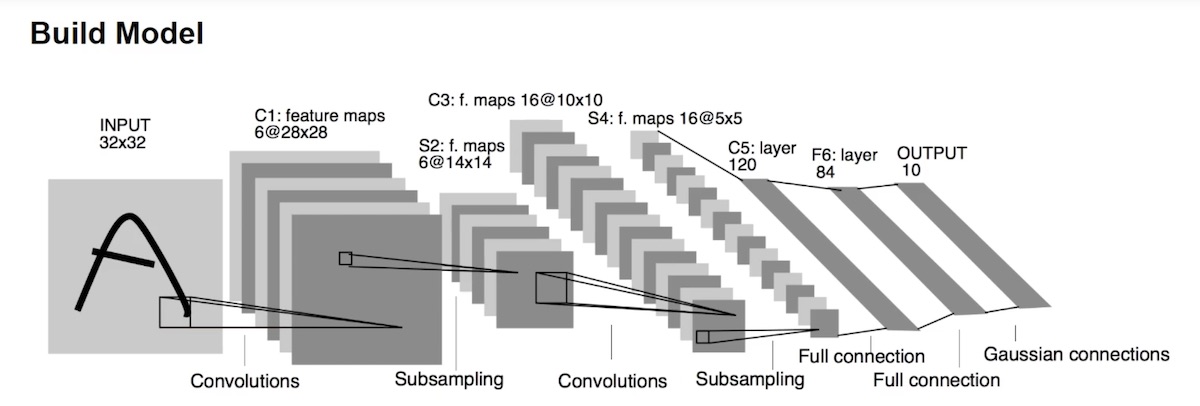 Build Model
INPUT
32x32
C1: feature maps
6@28x28
S2: f. maps
6@14x14
C3: f. maps 16@10x10
S4: f. maps 16@5x5
C5: layer
120
F6: layer
84
OUTPUT
10
Convolutions
Subsampling
Convolutions
Subsampling
Full connection
Full connection
Gaussian connections